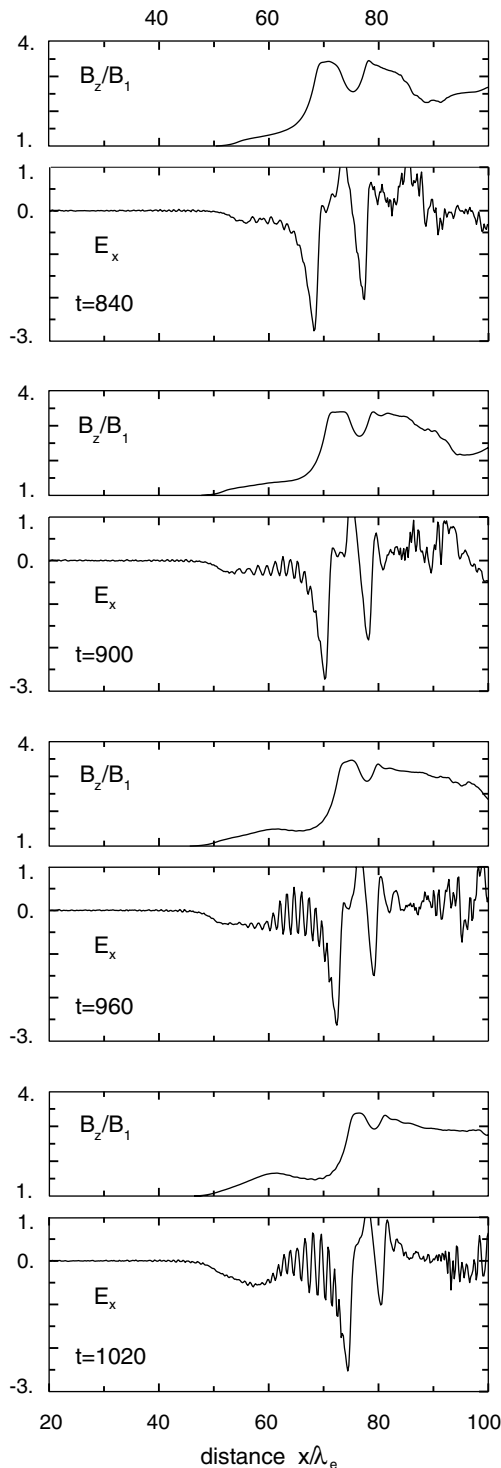 20 40 60 80
4.
B_z/B_1
1.
1.
0.
E_x
t=840
-3.
4.
B_z/B_1
1.
1.
0.
E_x
t=900
-3.
4.
B_z/B_1
1.
1.
0.
E_x
t=960
-3.
4.
B_z/B_1
1.
1.
0.
E_x
t=1020
-3.
20 40 60 80 100
distance x/λ_e